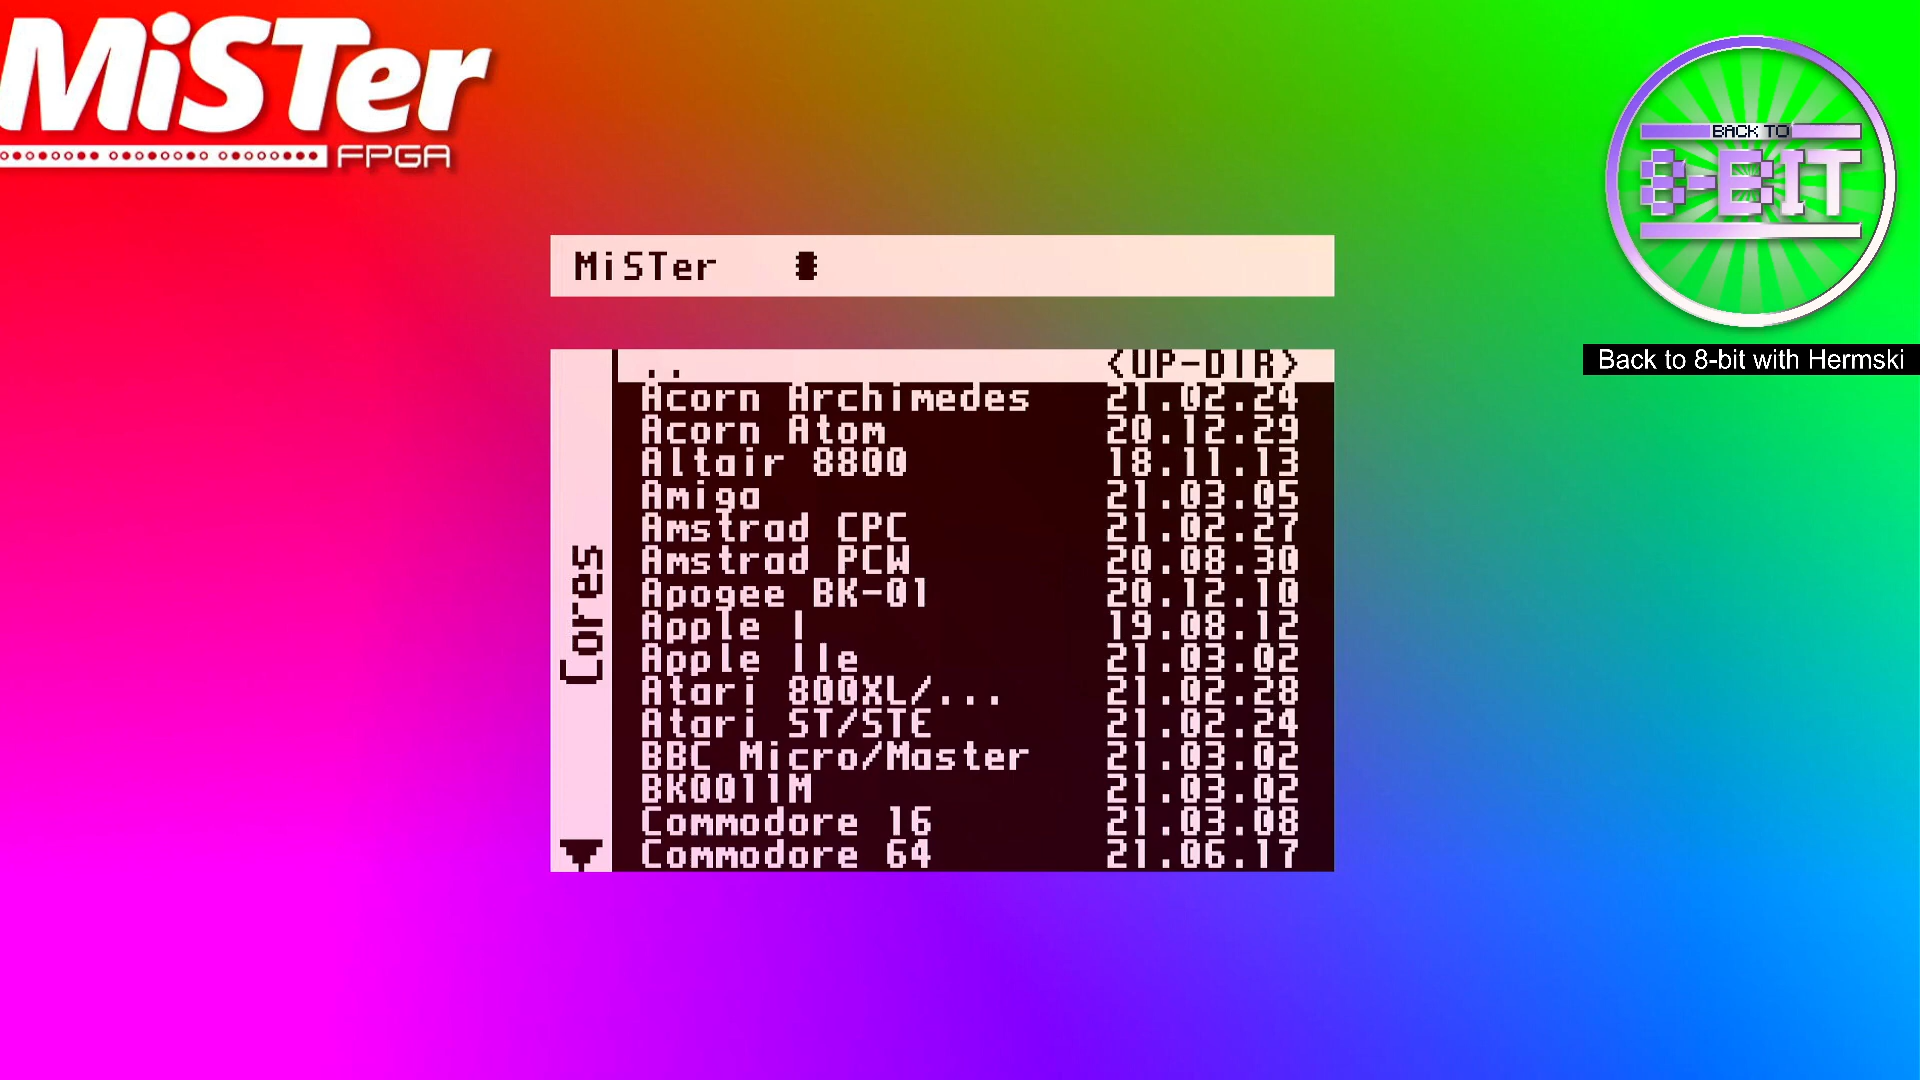 MiSTer
FPGA
BACK TO
8-BIT
Back to 8-bit with Hermski
MiSTer
Cores
.. <UP-DIR>
Acorn Archimedes 21.02.24
Acorn Atom 20.12.29
Altair 8800 18.11.13
Amiga 21.03.05
Amstrad CPC 21.02.27
Amstrad PCW 20.08.30
Apogee BK-01 20.12.10
Apple I 19.08.12
Apple IIe 21.03.02
Atari 800XL/... 21.02.28
Atari ST/STE 21.02.24
BBC Micro/Master 21.03.02
BK0011M 21.03.02
Commodore 16 21.03.08
Commodore 64 21.06.17